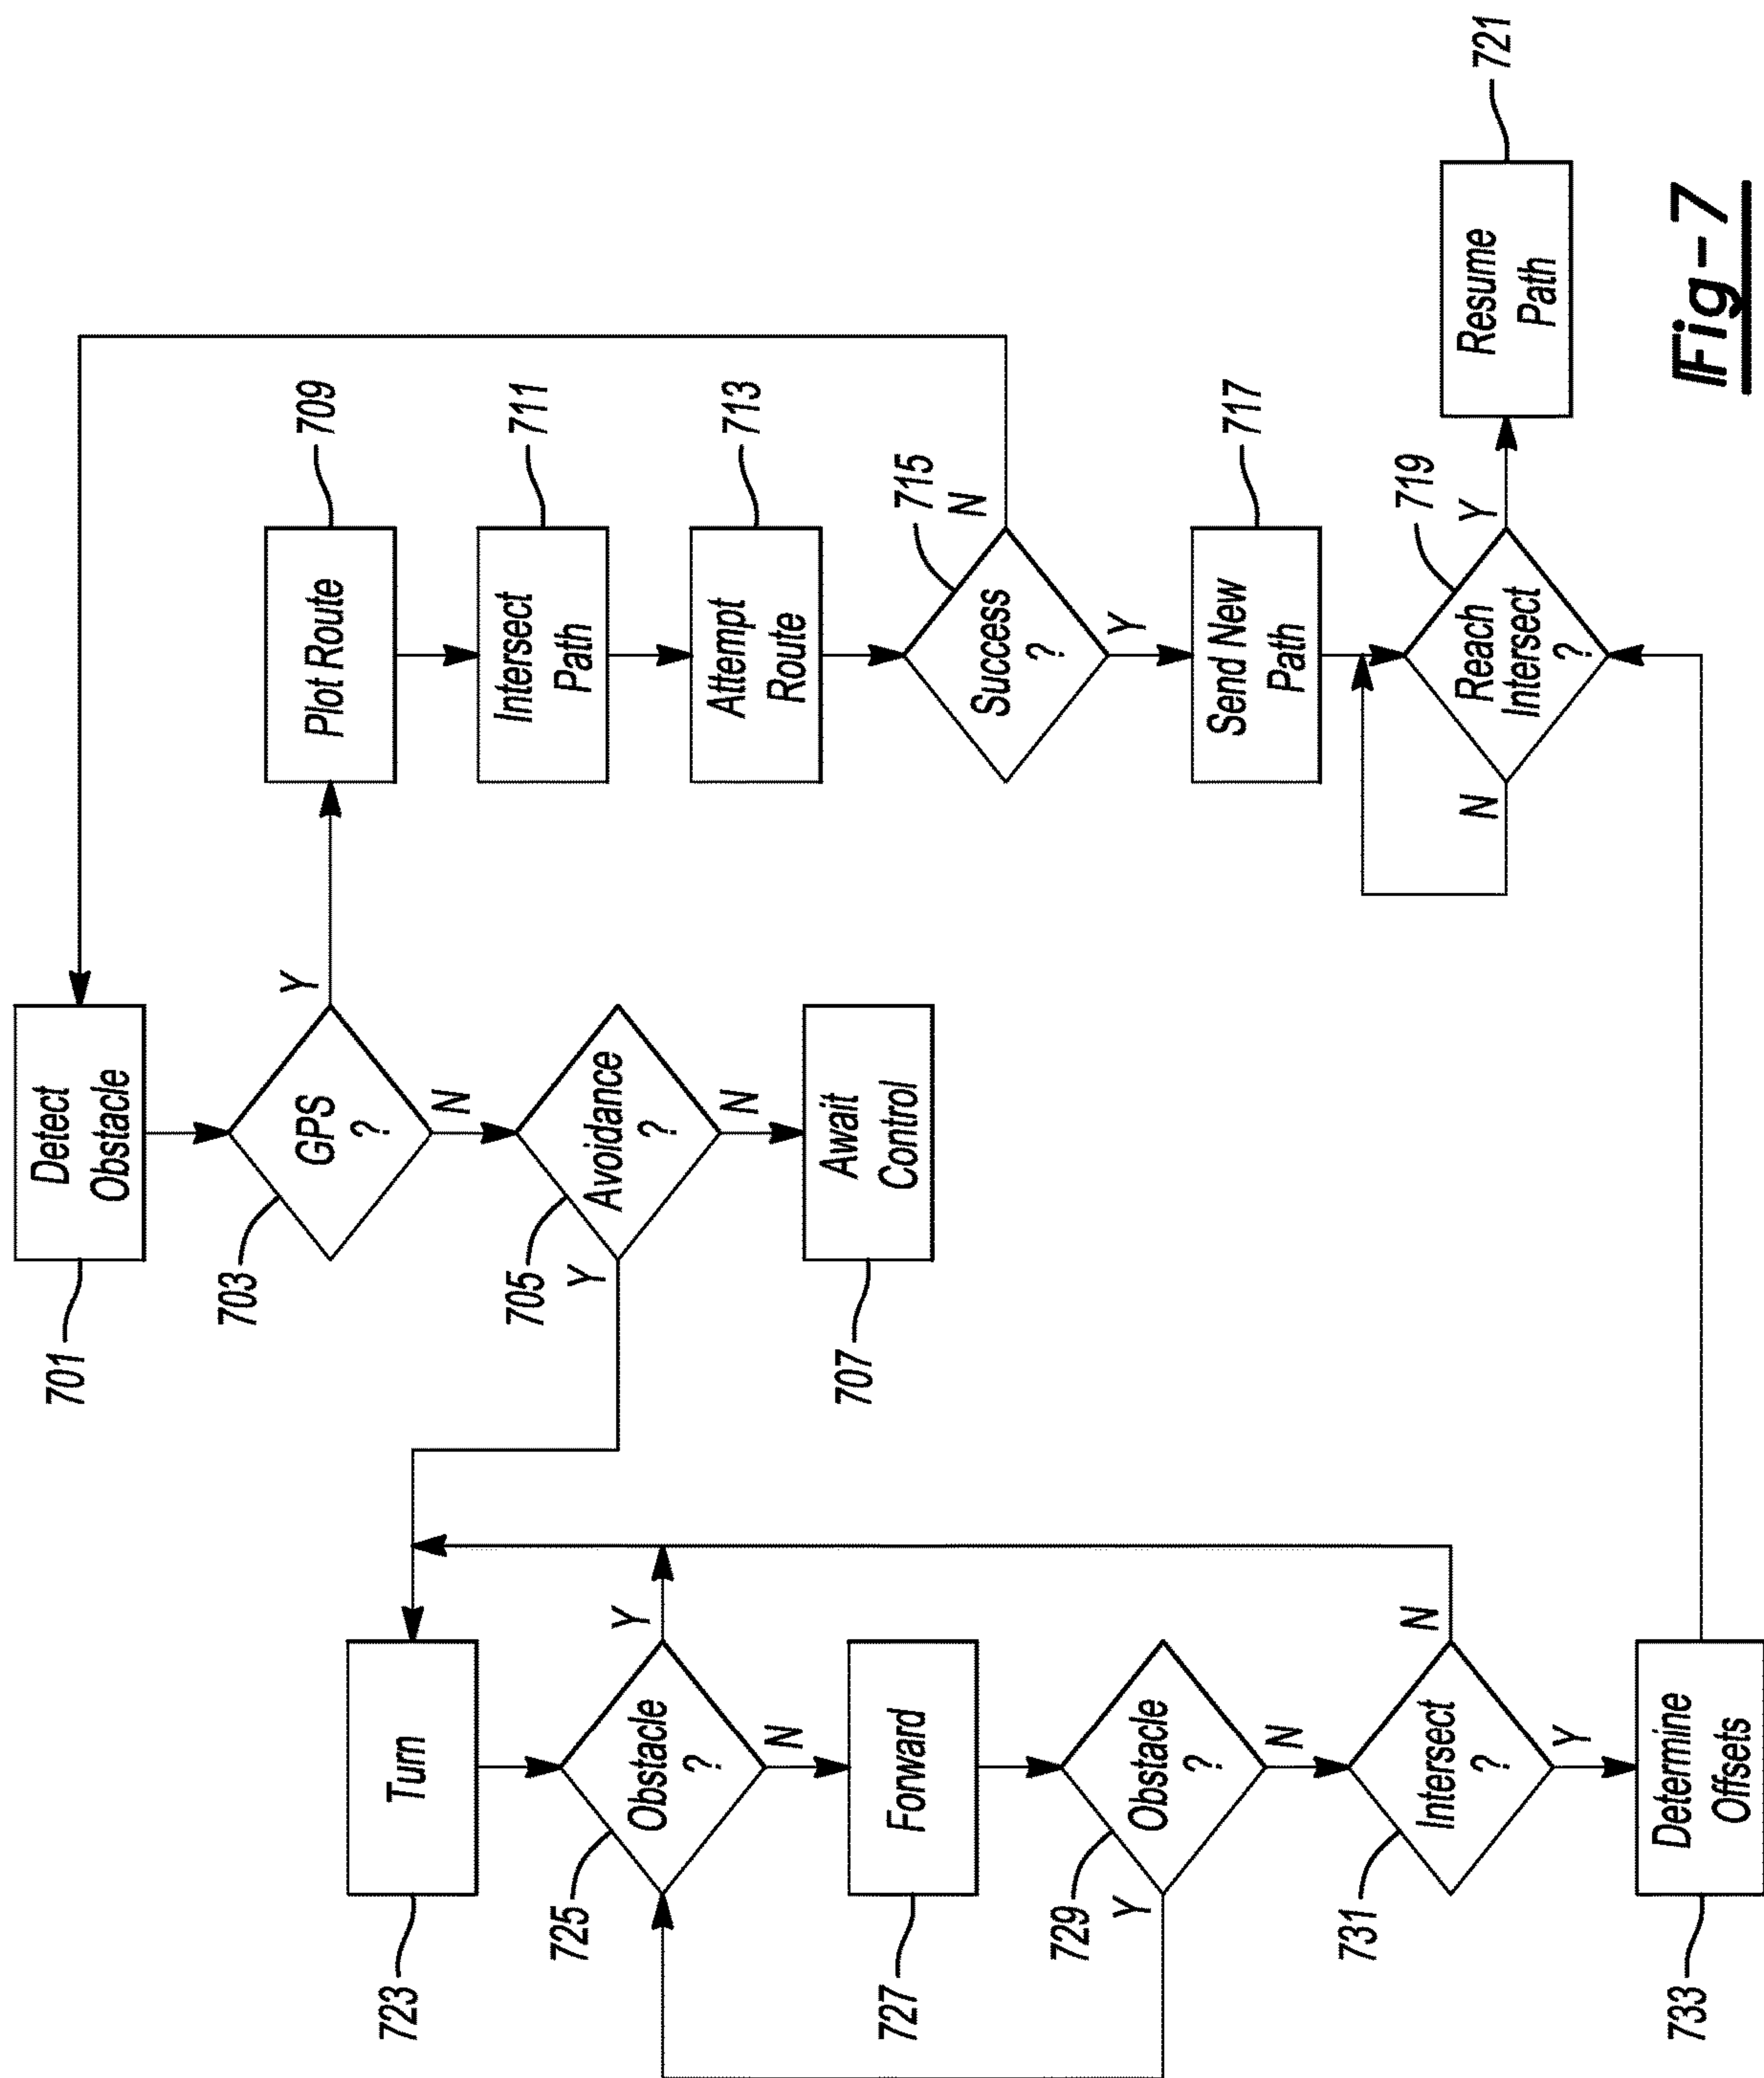 Detect
Obstacle
701
GPS
?
703
Y
N
Avoidance
?
705
Y
N
Await
Control
707
Plot Route
709
Intersect
Path
711
Attempt
Route
713
Success
?
715
N
Y
Send New
Path
717
Reach
Intersect
?
719
N
Y
Resume
Path
721
Turn
723
Obstacle
?
725
Y
N
Forward
727
Obstacle
?
729
Y
N
Intersect
?
731
N
Y
Determine
Offsets
733
Fig-7